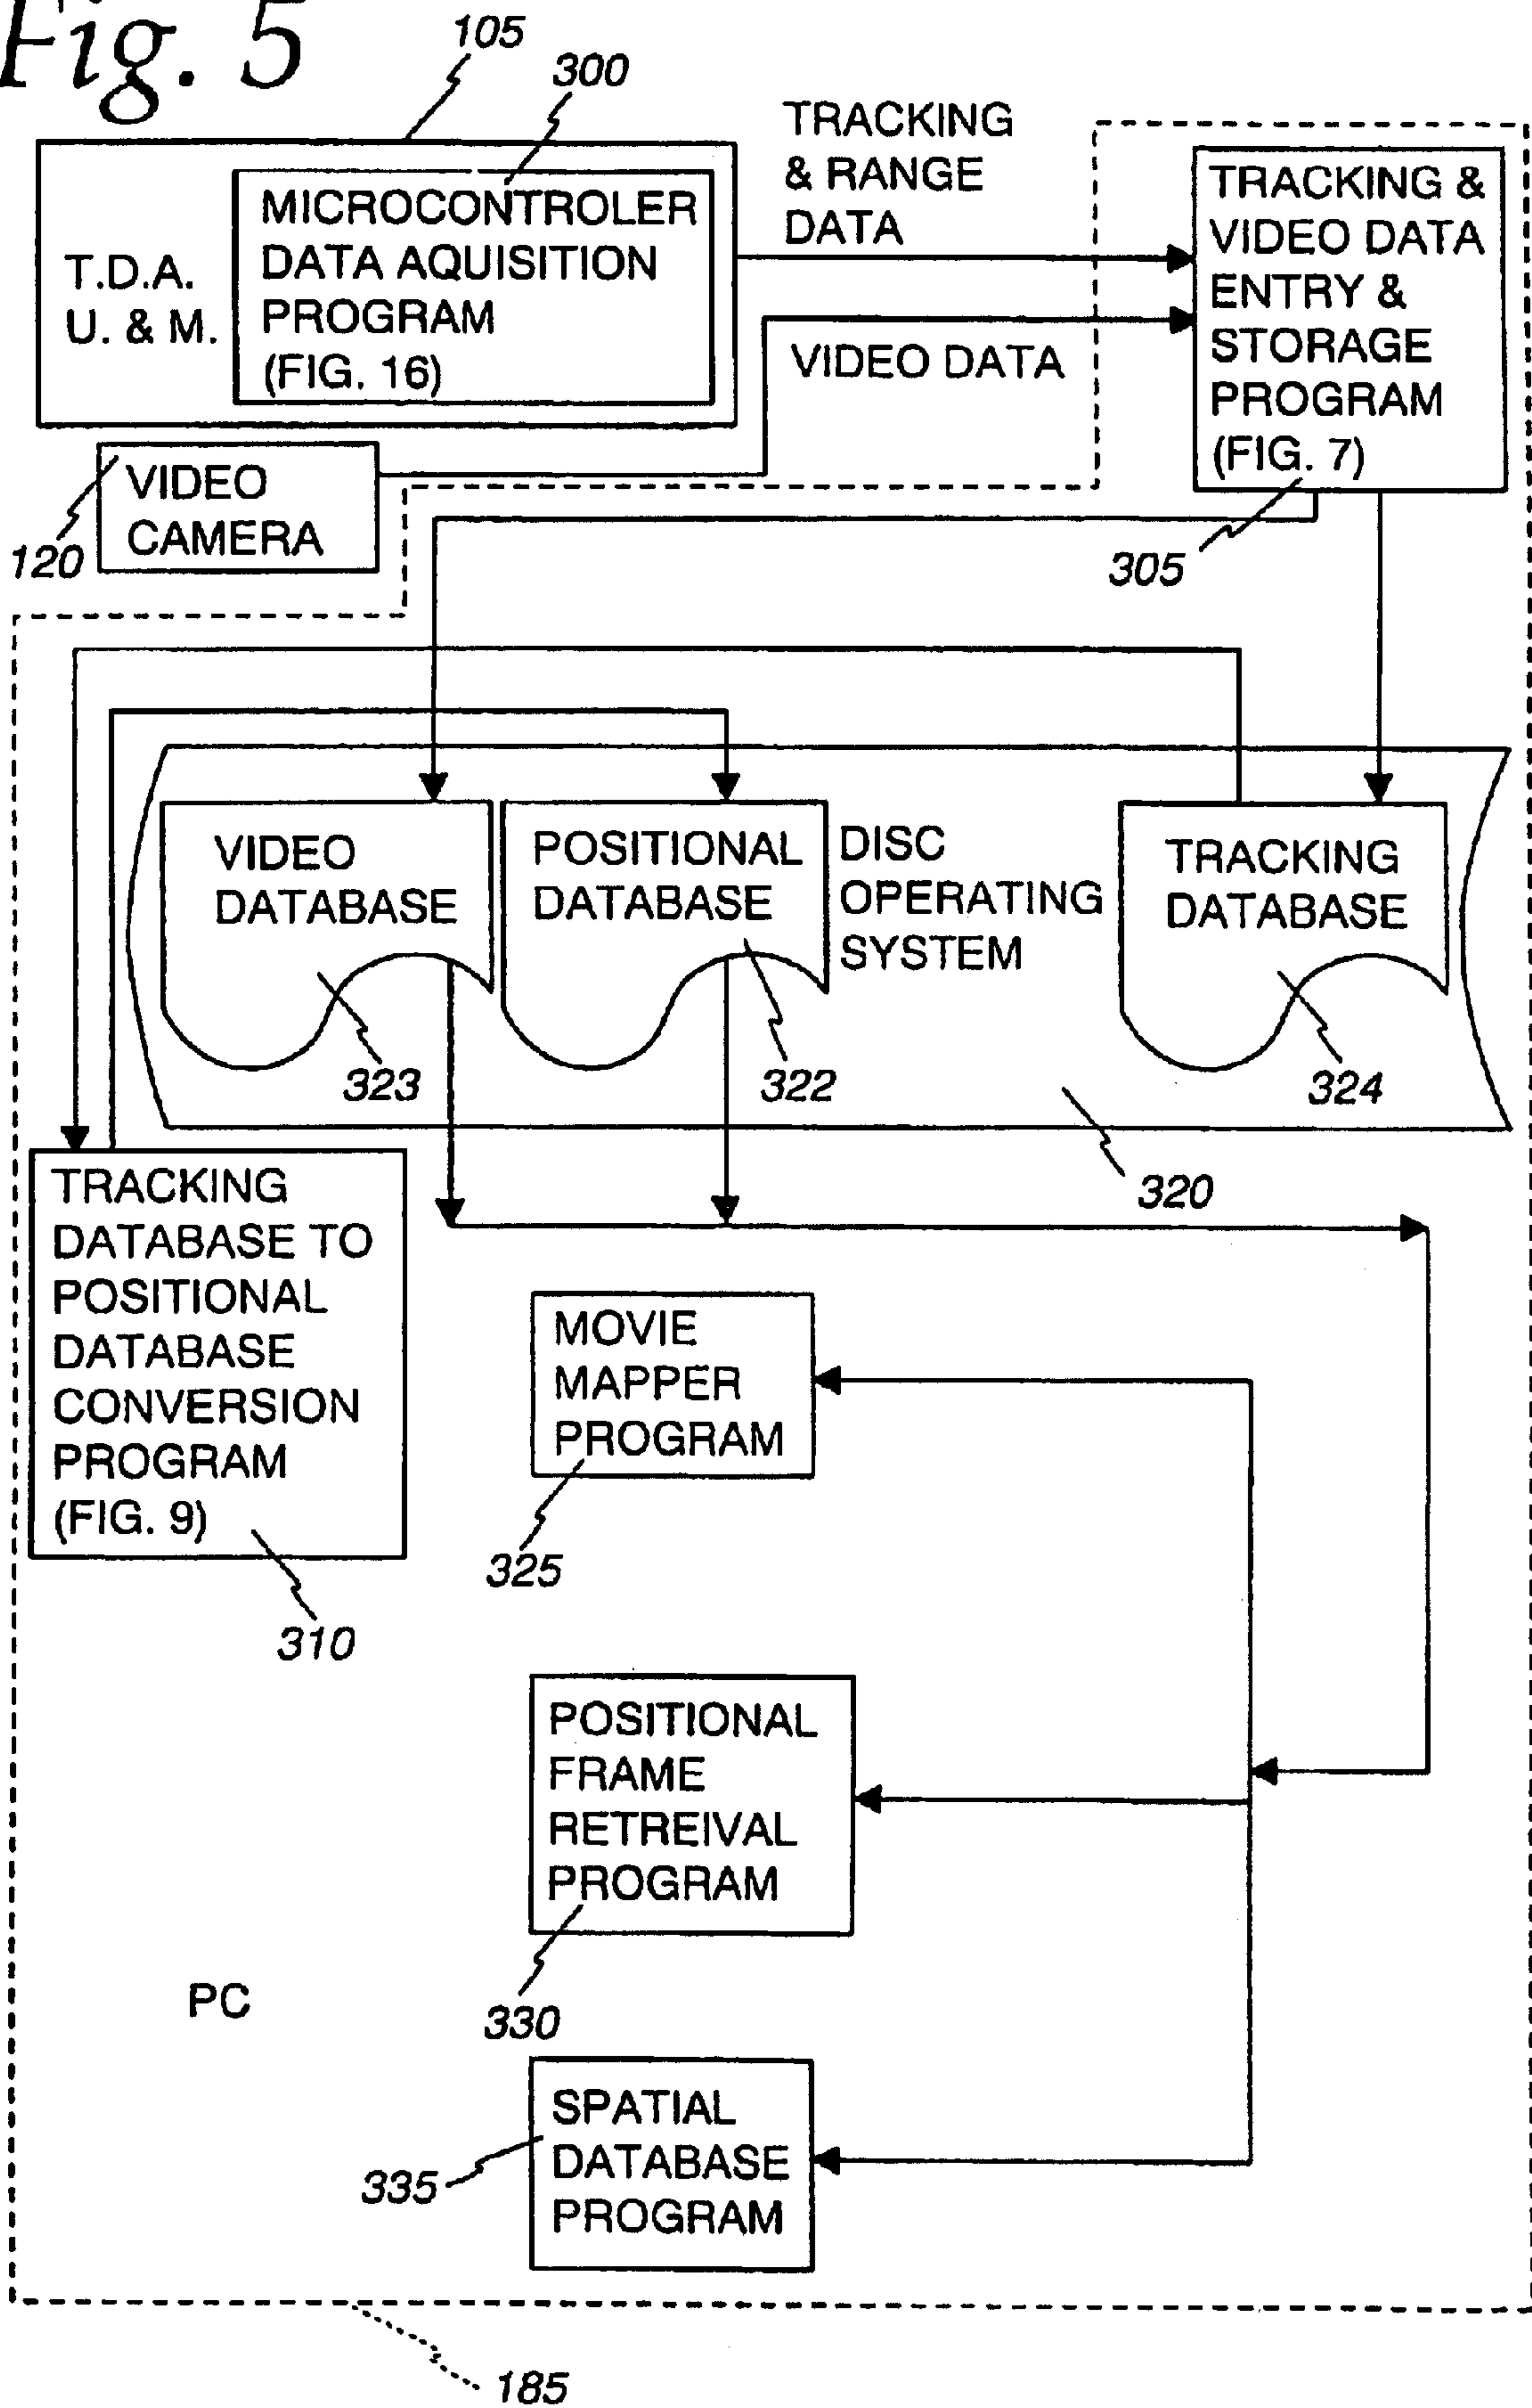 Fig. 5
105
300
T.D.A.
U. & M.
MICROCONTROLER
DATA AQUISITION
PROGRAM
(FIG. 16)
TRACKING
& RANGE
DATA
VIDEO DATA
TRACKING &
VIDEO DATA
ENTRY &
STORAGE
PROGRAM
(FIG. 7)
305
VIDEO
CAMERA
120
VIDEO
DATABASE
323
POSITIONAL
DATABASE
322
DISC
OPERATING
SYSTEM
TRACKING
DATABASE
324
320
TRACKING
DATABASE TO
POSITIONAL
DATABASE
CONVERSION
PROGRAM
(FIG. 9)
310
MOVIE
MAPPER
PROGRAM
325
POSITIONAL
FRAME
RETREIVAL
PROGRAM
330
PC
SPATIAL
DATABASE
PROGRAM
335
185